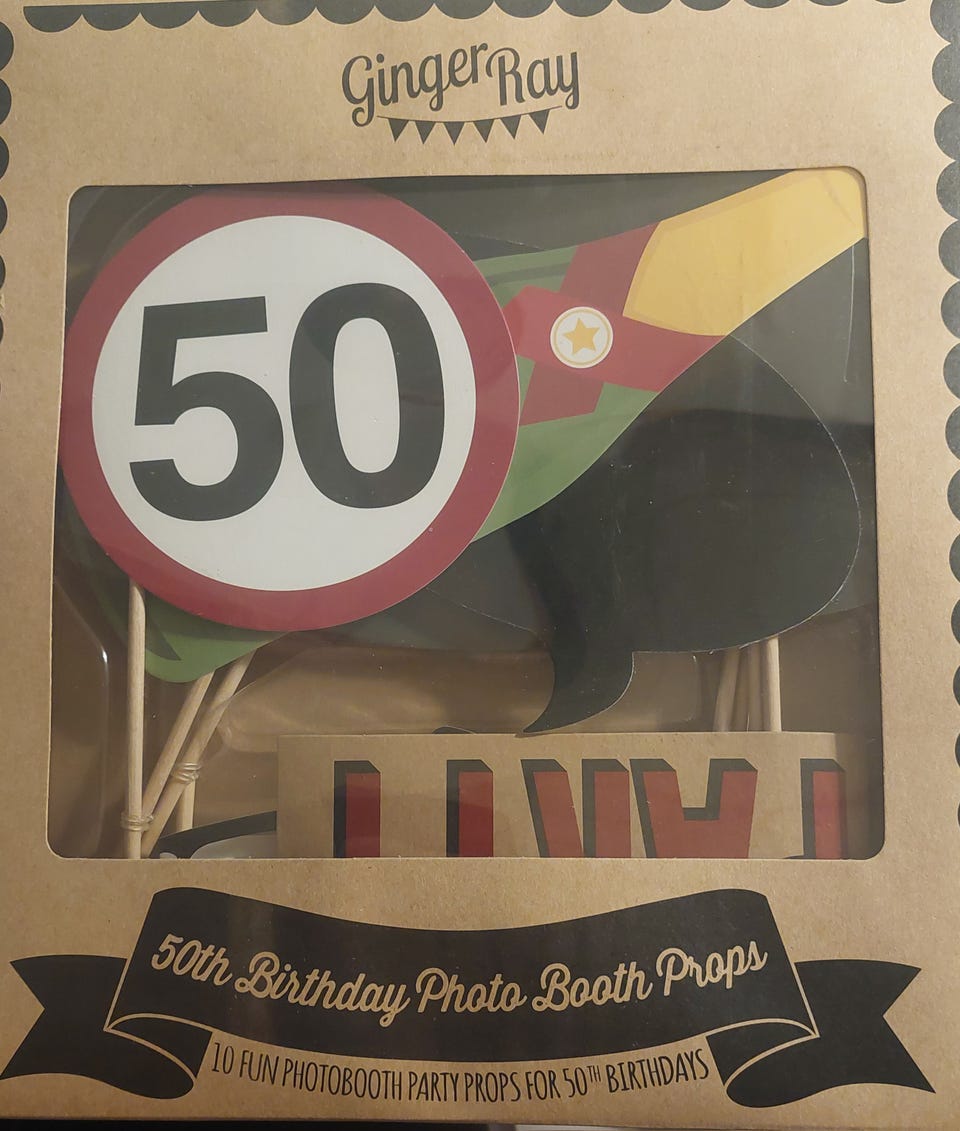 Ginger Ray
50
50th Birthday Photo Booth Props
10 FUN PHOTOBOOTH PARTY PROPS FOR 50TH BIRTHDAYS